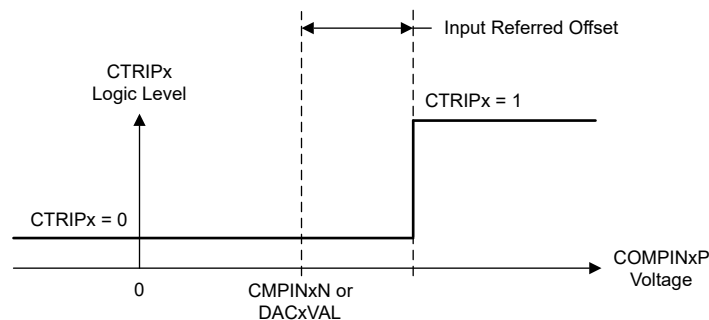 Input Referred Offset
CTRIPx
Logic Level
CTRIPx = 1
CTRIPx = 0
COMPINxP
Voltage
0
CMPINxN or
DACxVAL